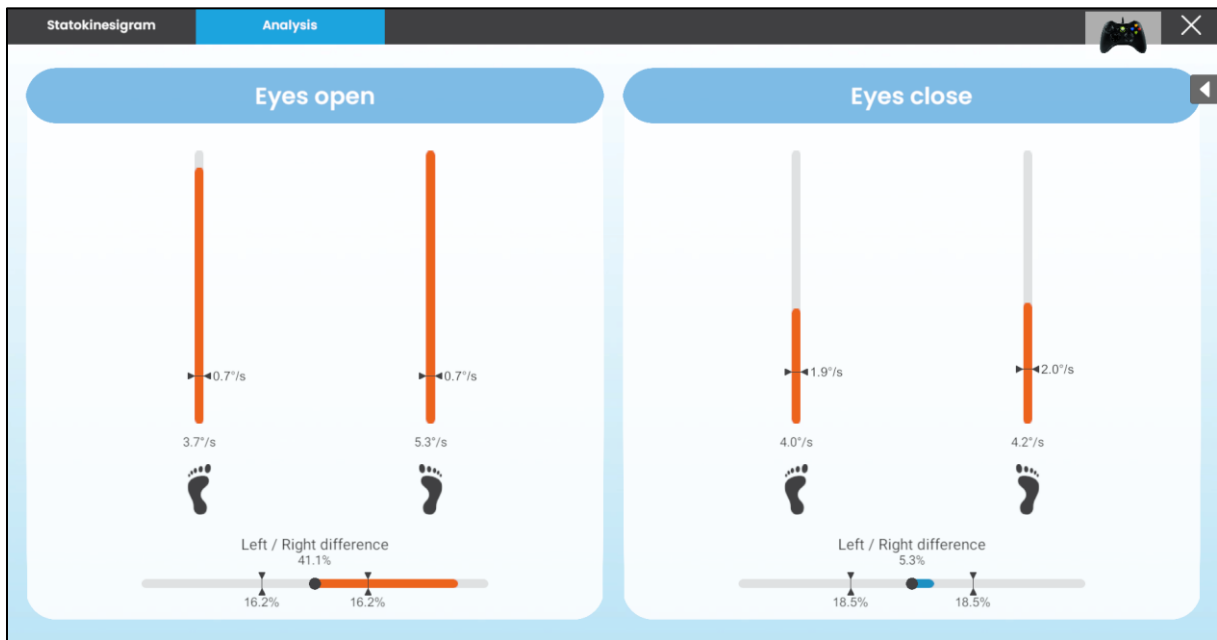 Statokinesigram Analysis
Eyes open
0.7°/s 0.7°/s
3.7°/s 5.3°/s
Left / Right difference
41.1%
16.2% 16.2%
Eyes close
1.9°/s 2.0°/s
4.0°/s 4.2°/s
Left / Right difference
5.3%
18.5% 18.5%